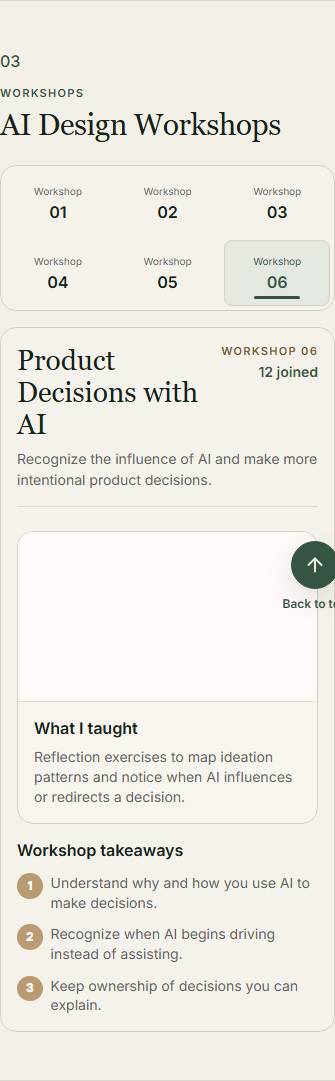 03
WORKSHOPS
AI Design Workshops
Workshop
01
Workshop
02
Workshop
03
Workshop
04
Workshop
05
Workshop
06
Product
Decisions with
AI
WORKSHOP 06
12 joined
Recognize the influence of AI and make more
intentional product decisions.
Back to t
What I taught
Reflection exercises to map ideation
patterns and notice when AI influences
or redirects a decision.
Workshop takeaways
1 Understand why and how you use AI to
make decisions.
2 Recognize when AI begins driving
instead of assisting.
3 Keep ownership of decisions you can
explain.